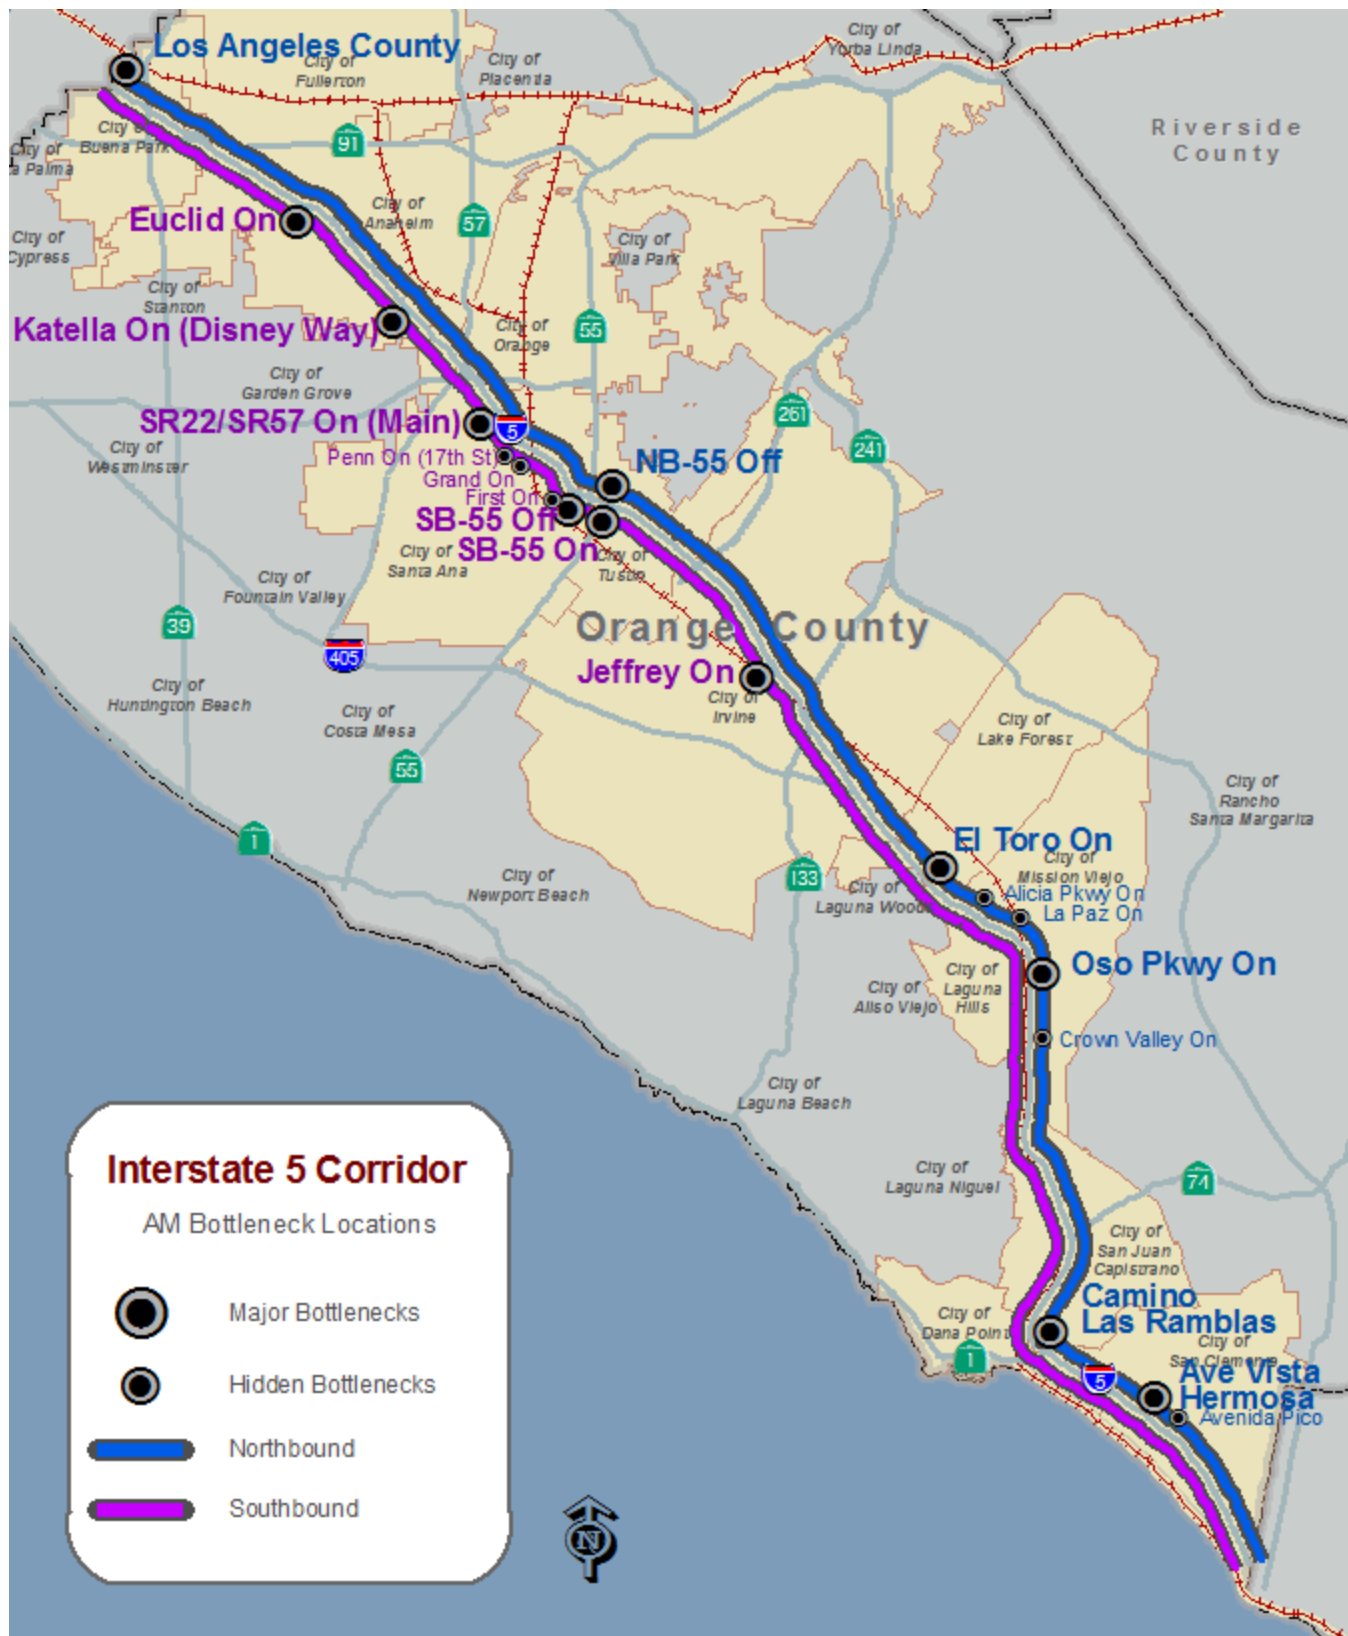 Los Angeles County
City of
Yorba Linda
City of
Fullerton
City of
Placentia
Riverside
County
City of
Buena Park
91
City of
La Palma
City of
Anaheim
57
Euclid On
City of
Cypress
City of
Villa Park
City of
Stanton
Katella On (Disney Way)
City of
Orange
55
City of
Garden Grove
261
SR22/SR57 On (Main)
5
241
City of
Westminster
Penn On (17th St)
NB-55 Off
Grand On
First On
SB-55 Off
SB-55 On
City of
Santa Ana
City of
Tustin
City of
Fountain Valley
39
Orange County
405
Jeffrey On
City of
Huntington Beach
City of
Irvine
City of
Costa Mesa
City of
Lake Forest
55
City of
Rancho
Santa Margarita
1
El Toro On
City of
Mission Viejo
133
City of
Newport Beach
City of
Laguna Woods
Alicia Pkwy On
La Paz On
Oso Pkwy On
City of
Laguna
Hills
City of
Aliso Viejo
Crown Valley On
City of
Laguna Beach
City of
Laguna Niguel
74
City of
San Juan
Capistrano
Camino
Las Ramblas
City of
Dana Point
1
City of
San Clemente
5
Ave Vista
Hermosa
Avenida Pico
Interstate 5 Corridor
AM Bottleneck Locations
Major Bottlenecks
Hidden Bottlenecks
Northbound
Southbound
N